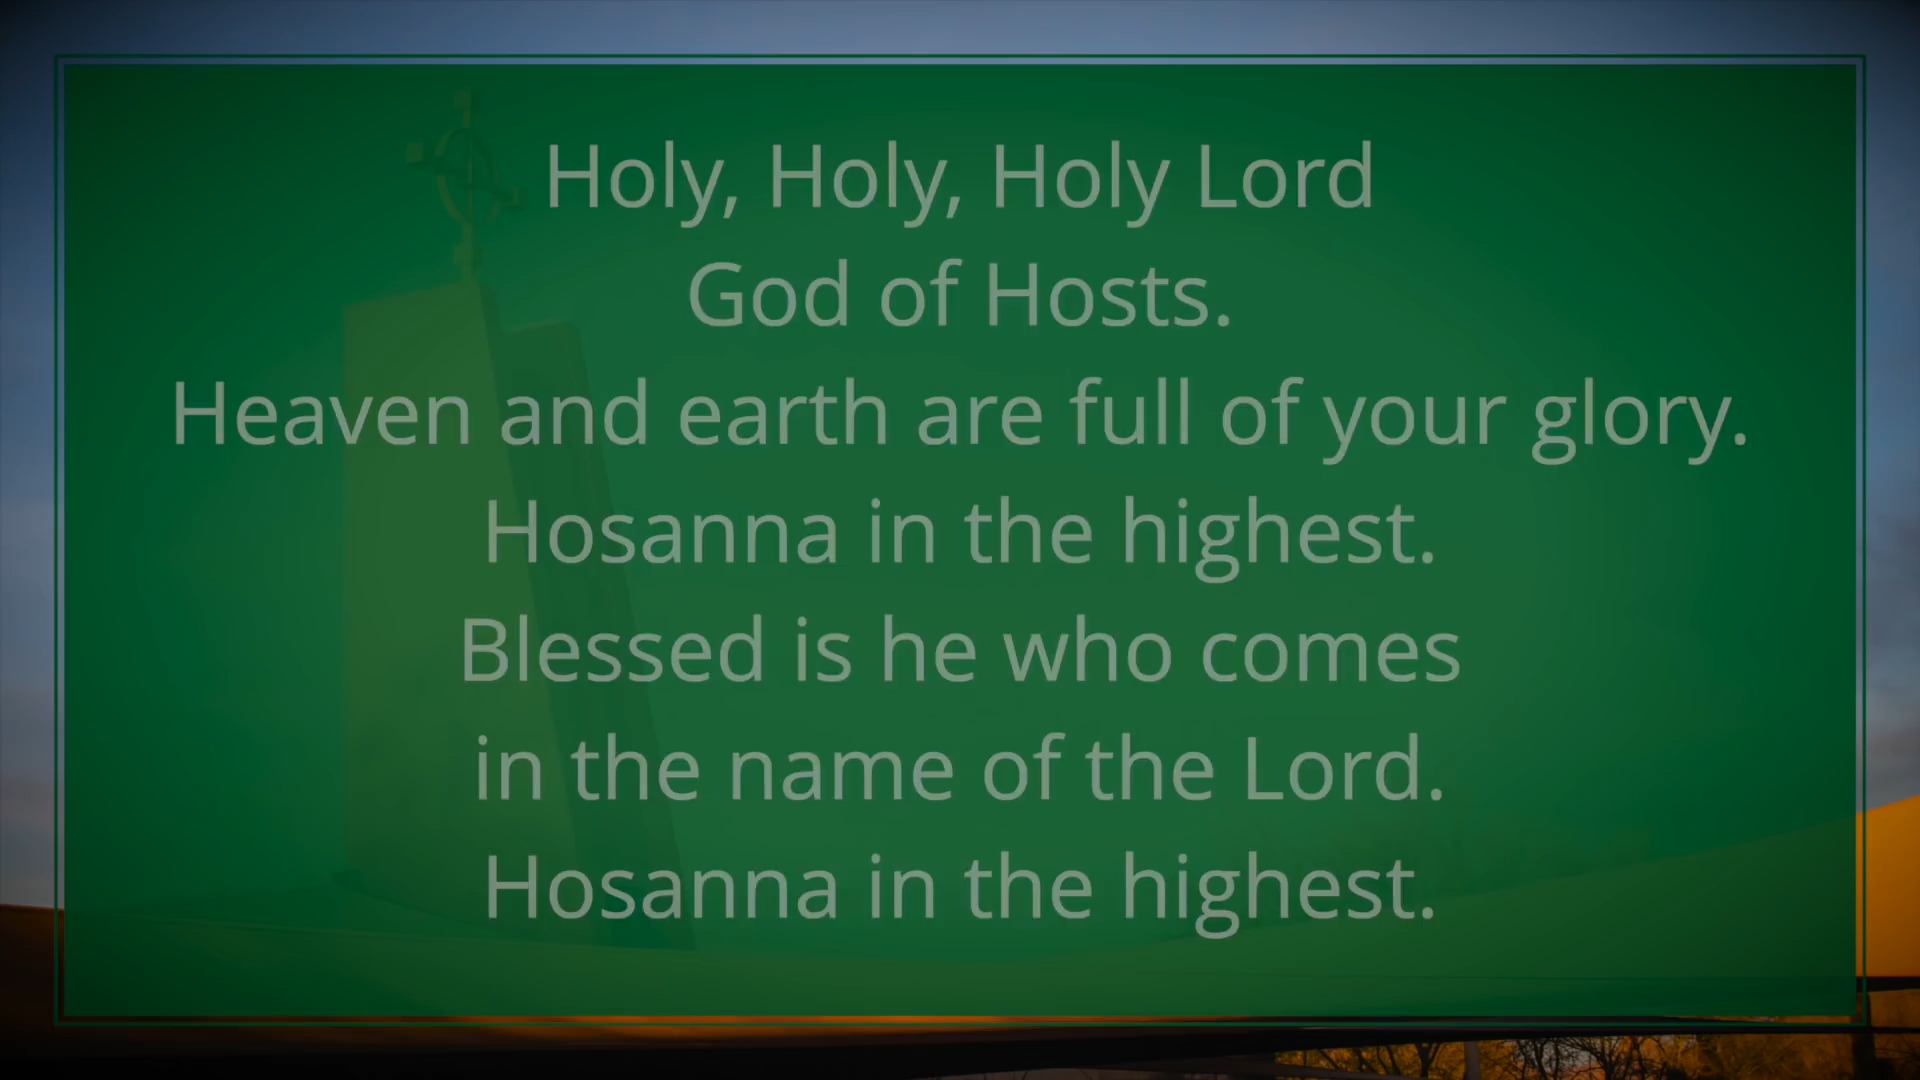 Holy, Holy, Holy Lord
God of Hosts.
Heaven and earth are full of your glory.
Hosanna in the highest.
Blessed is he who comes
in the name of the Lord.
Hosanna in the highest.